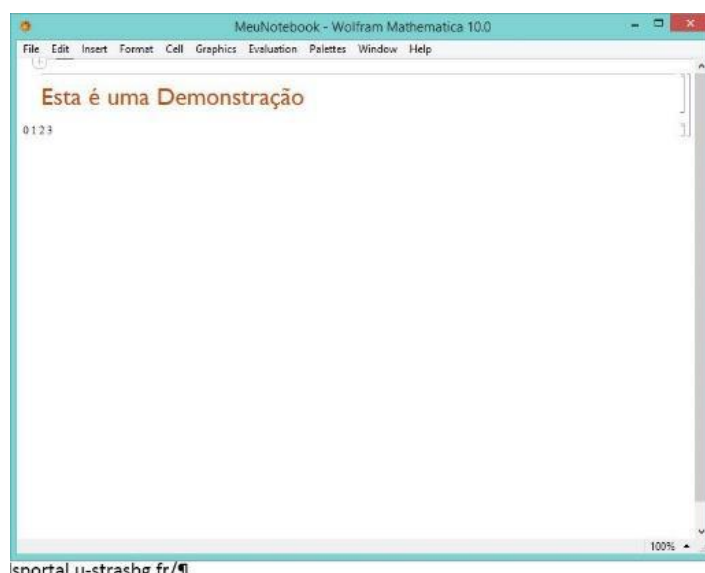 MeuNotebook - Wolfram Mathematica 10.0
File Edit Insert Format Cell Graphics Evaluation Palettes Window Help
Esta é uma Demonstração
0 1 2 3
100%
sportal.u-strasbg.fr/¶